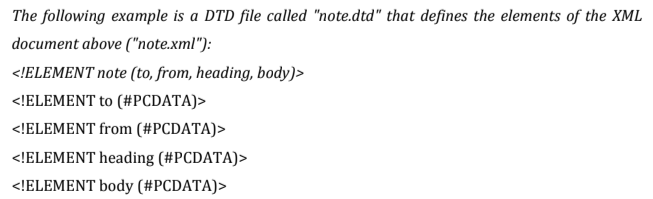 The following example is a DTD file called "note.dtd" that defines the elements of the XML
document above ("note.xml"):
<!ELEMENT note (to, from, heading, body)>
<!ELEMENT to (#PCDATA)>
<!ELEMENT from (#PCDATA)>
<!ELEMENT heading (#PCDATA)>
<!ELEMENT body (#PCDATA)>